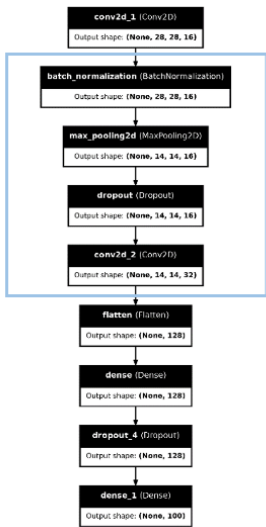 conv2d_1 (Conv2D)
Output shape: (None, 28, 28, 16)
batch_normalization (BatchNormalization)
Output shape: (None, 28, 28, 16)
max_pooling2d (MaxPooling2D)
Output shape: (None, 14, 14, 16)
dropout (Dropout)
Output shape: (None, 14, 14, 16)
conv2d_2 (Conv2D)
Output shape: (None, 14, 14, 32)
flatten (Flatten)
Output shape: (None, 128)
dense (Dense)
Output shape: (None, 128)
dropout_4 (Dropout)
Output shape: (None, 128)
dense_1 (Dense)
Output shape: (None, 100)